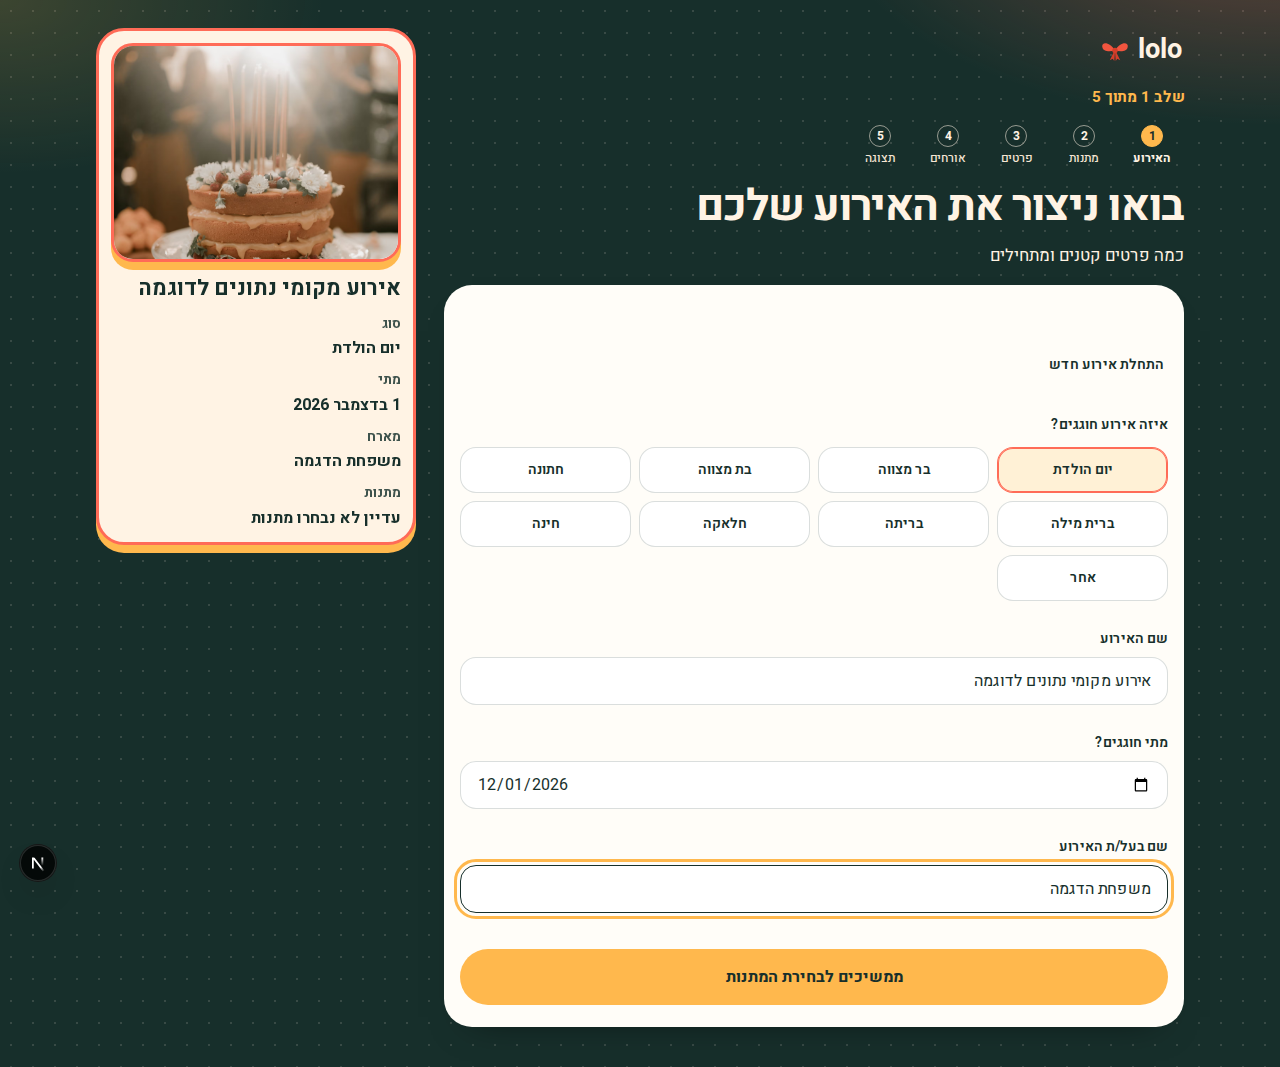 lolo
שלב 1 מתוך 5
1 2 3 4 5
האירוע מתנות פרטים אורחים תצוגה
בואו ניצור את האירוע שלכם
כמה פרטים קטנים ומתחילים
התחלת אירוע חדש
איזה אירוע חוגגים?
יום הולדת בר מצווה בת מצווה חתונה
ברית מילה בריתה חלאקה חינה
אחר
שם האירוע
אירוע מקומי נתונים לדוגמה
מתי חוגגים?
12/01/2026
שם בעל/ת האירוע
משפחת הדגמה
ממשיכים לבחירת המתנות
אירוע מקומי נתונים לדוגמה
סוג
יום הולדת
מתי
1 בדצמבר 2026
מארח
משפחת הדגמה
מתנות
עדיין לא נבחרו מתנות
N